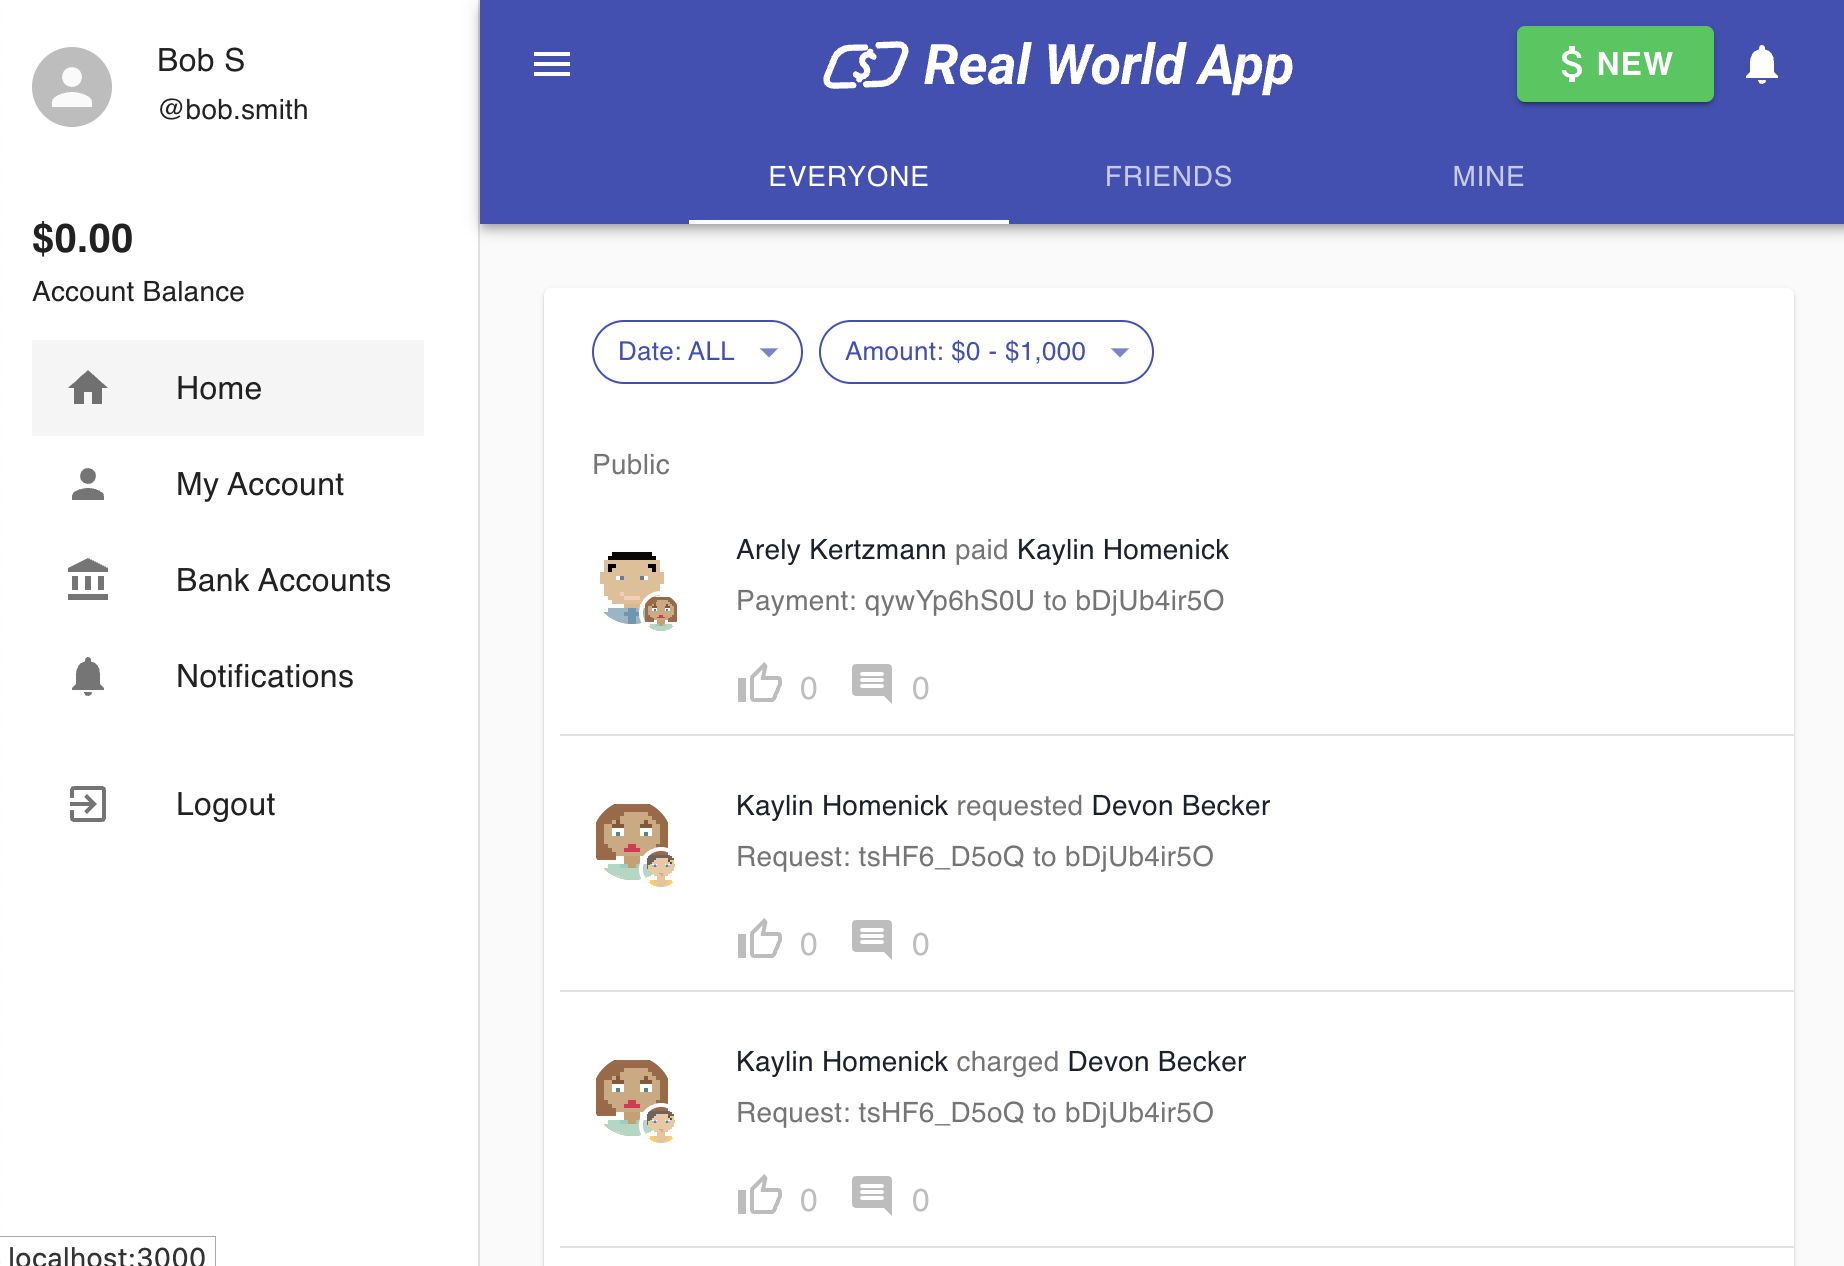 Bob S
@bob.smith
$0.00
Account Balance
Home
My Account
Bank Accounts
Notifications
Logout
localhost:3000
$ Real World App
$ NEW
EVERYONE FRIENDS MINE
Date: ALL Amount: $0 - $1,000
Public
Arely Kertzmann paid Kaylin Homenick
Payment: qywYp6hS0U to bDjUb4ir5O
0 0
Kaylin Homenick requested Devon Becker
Request: tsHF6_D5oQ to bDjUb4ir5O
0 0
Kaylin Homenick charged Devon Becker
Request: tsHF6_D5oQ to bDjUb4ir5O
0 0